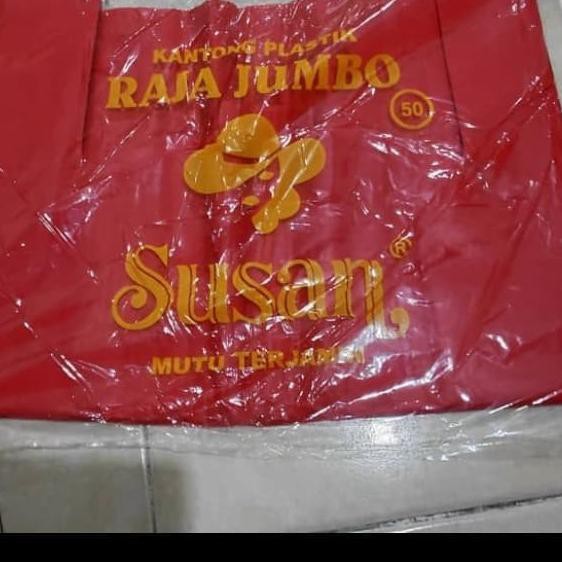 KANTONG PLASTIK
RAJA JUMBO
50
Susan ®
MUTU TERJAMIN